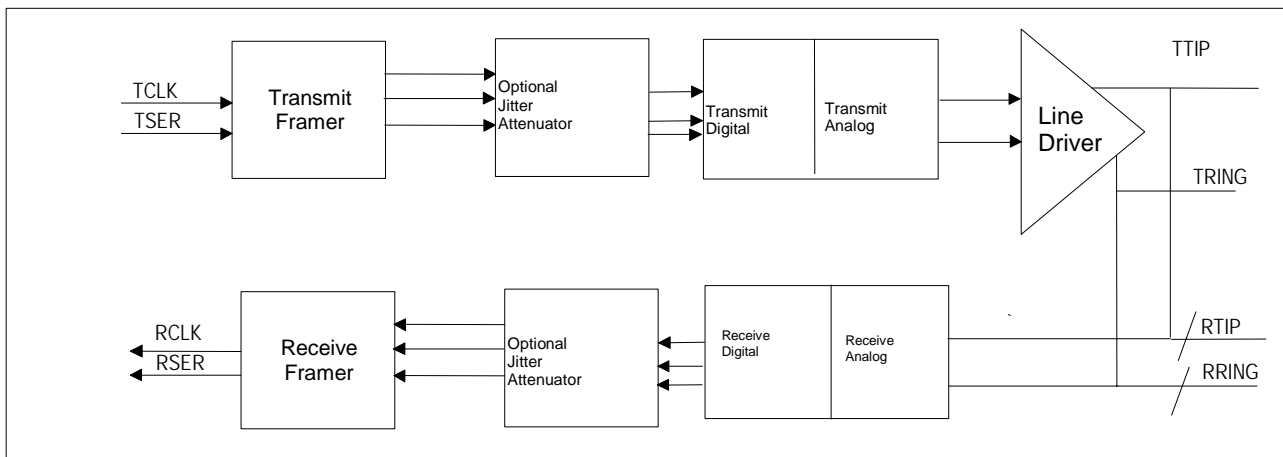 TCLK
TSER
Transmit
Framer
Optional
Jitter
Attenuator
Transmit
Digital
Transmit
Analog
Line
Driver
TTIP
TRING
RCLK
RSER
Receive
Framer
Optional
Jitter
Attenuator
Receive
Digital
Receive
Analog
RTIP
RRING